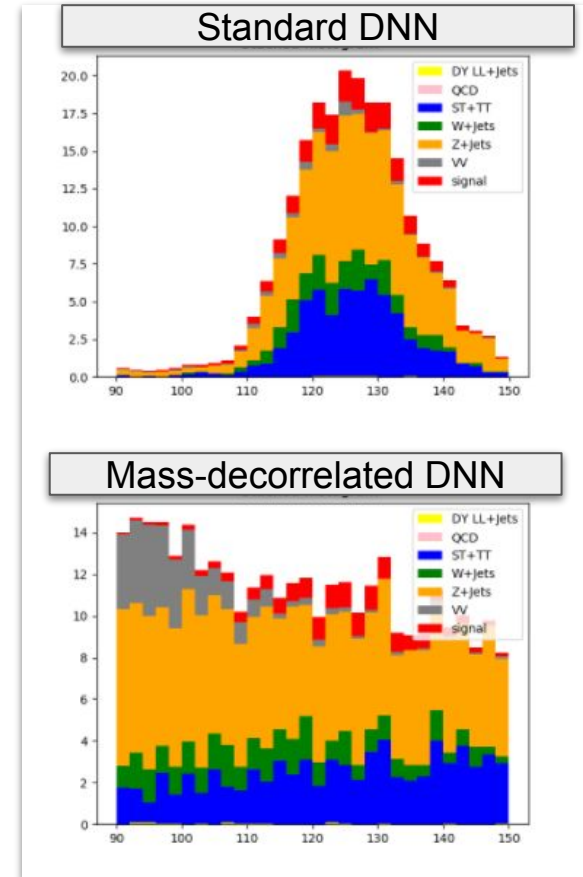 Standard DNN
20.0
17.5
15.0
12.5
10.0
7.5
5.0
2.5
0.0
DY LL+Jets
QCD
ST+TT
W+Jets
Z+Jets
VV
signal
90 100 110 120 130 140 150
Mass-decorrelated DNN
14
12
10
8
6
4
2
0
DY LL+Jets
QCD
ST+TT
W+Jets
Z+Jets
VV
signal
90 100 110 120 130 140 150